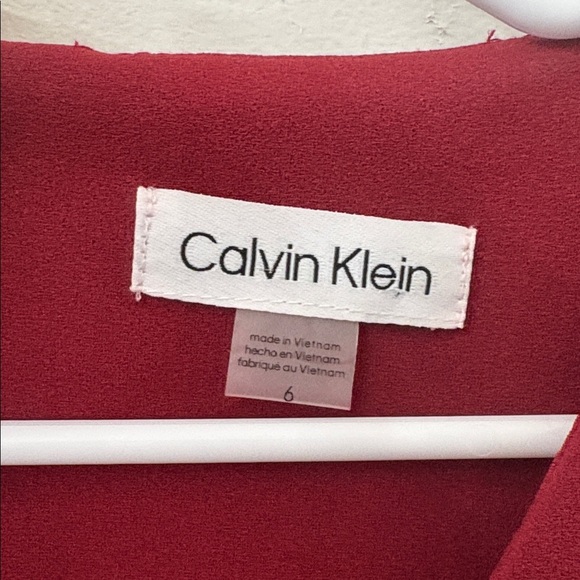 Calvin Klein
made in Vietnam
hecho en Vietnam
fabriqué au Vietnam
6